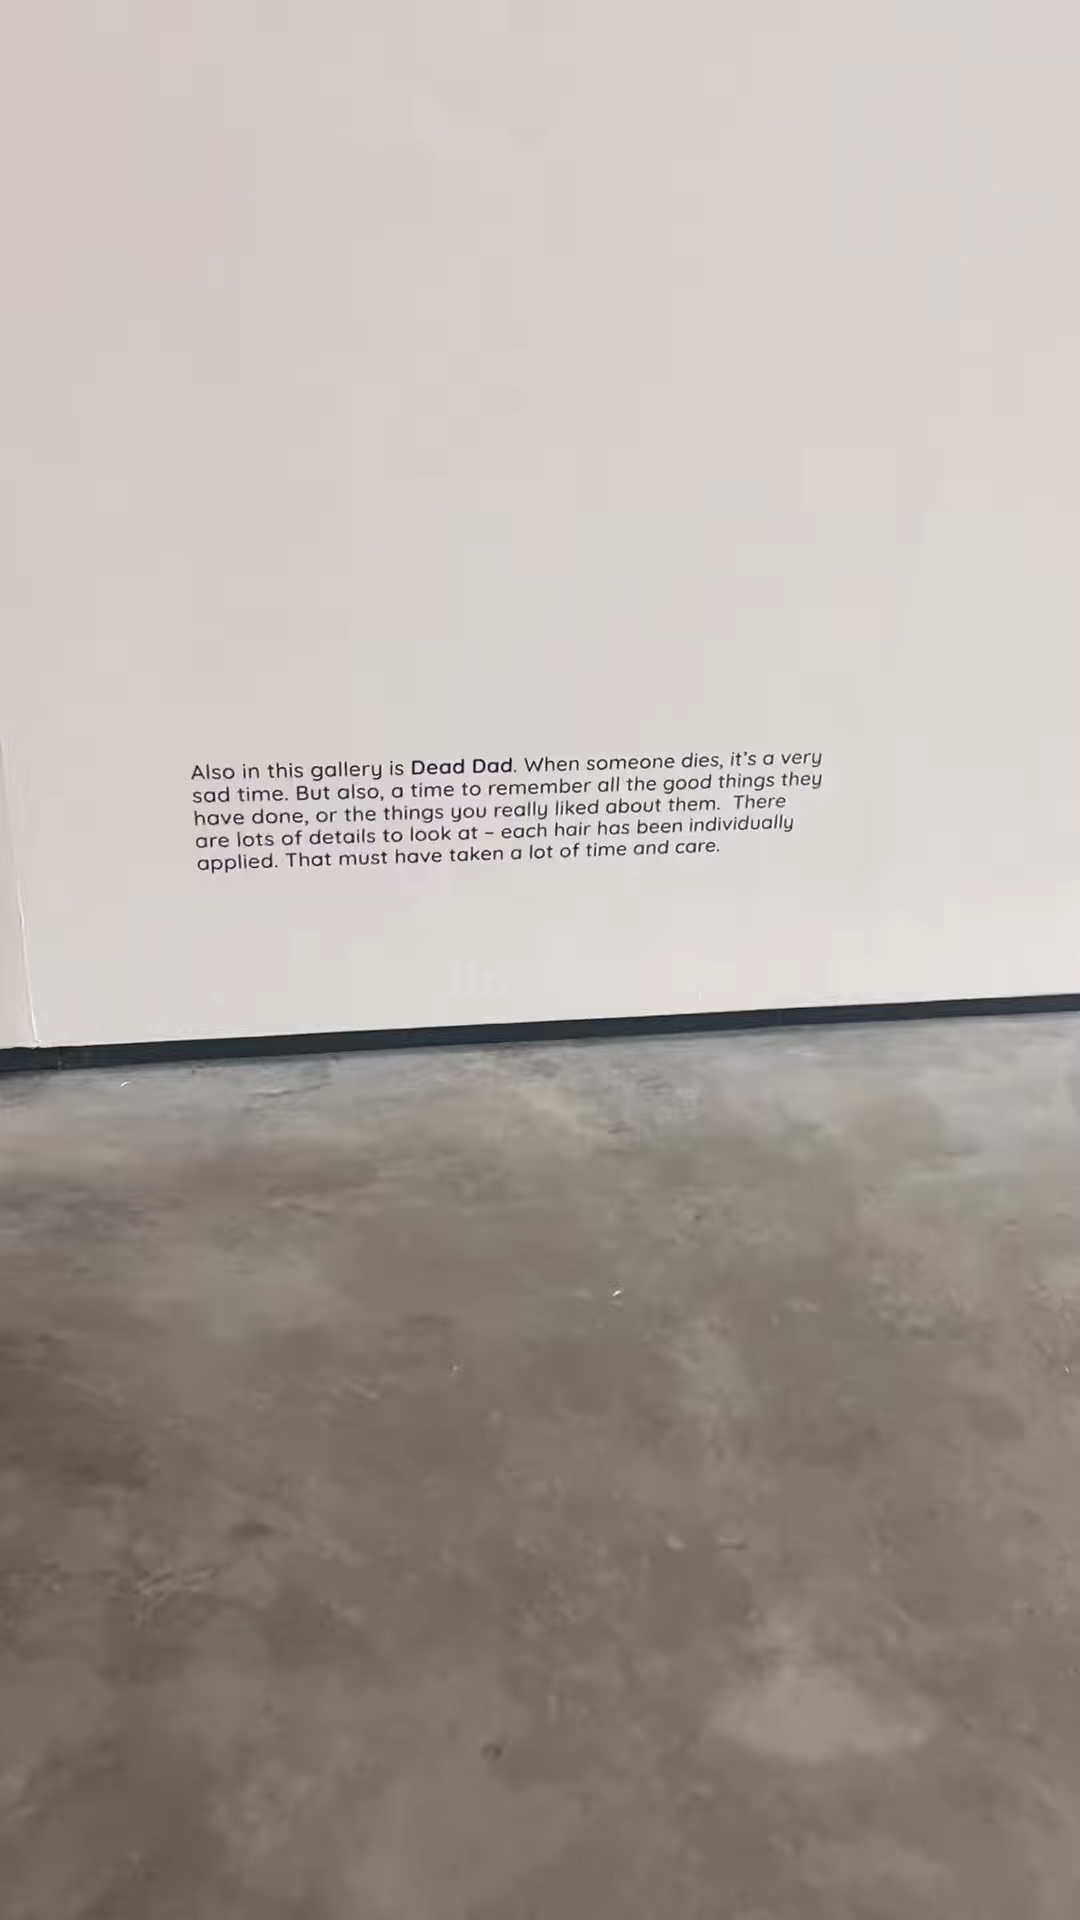 Also in this gallery is Dead Dad. When someone dies, it's a very
sad time. But also, a time to remember all the good things they
have done, or the things you really liked about them.  There
are lots of details to look at – each hair has been individually
applied. That must have taken a lot of time and care.